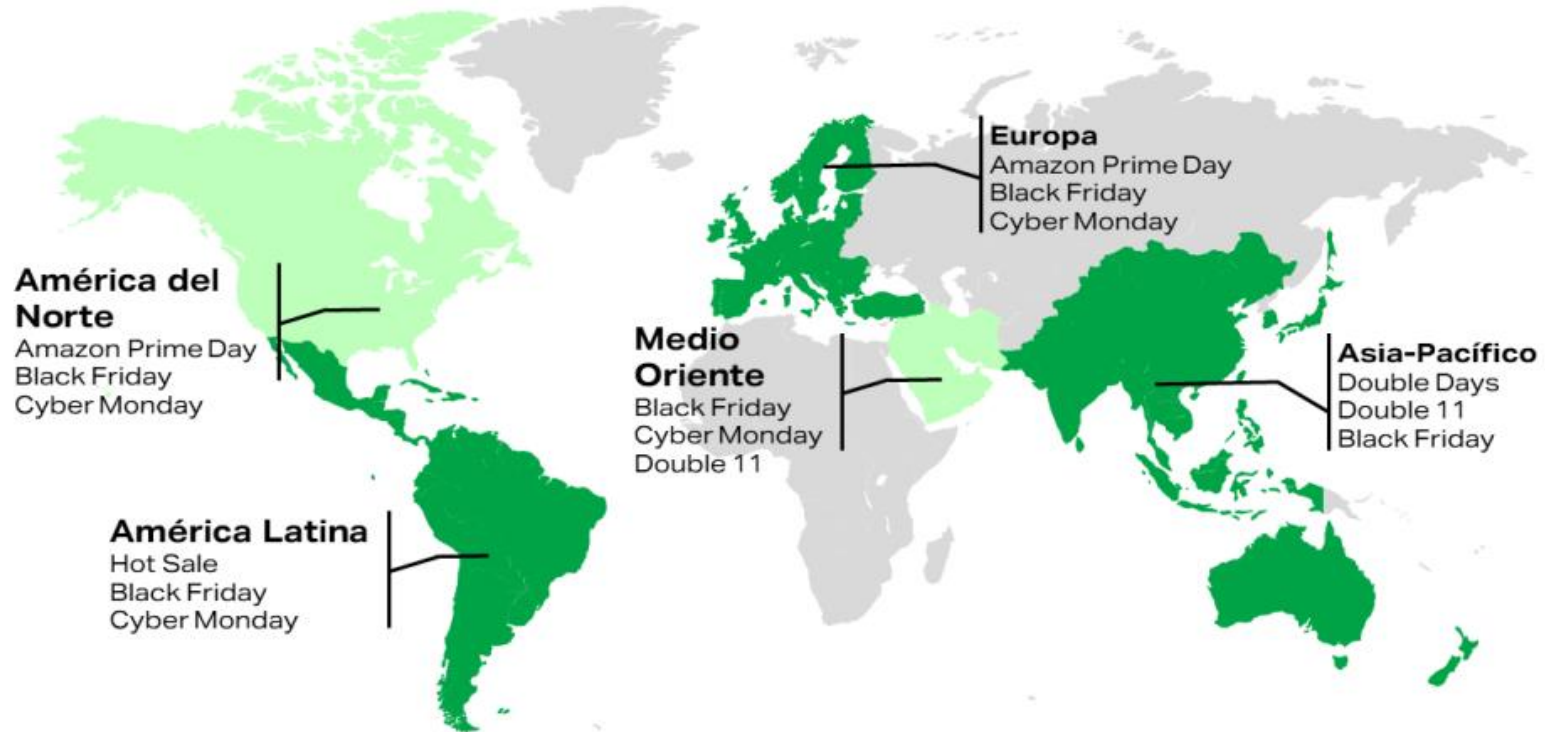 América del
Norte
Amazon Prime Day
Black Friday
Cyber Monday
América Latina
Hot Sale
Black Friday
Cyber Monday
Europa
Amazon Prime Day
Black Friday
Cyber Monday
Medio
Oriente
Black Friday
Cyber Monday
Double 11
Asia-Pacífico
Double Days
Double 11
Black Friday